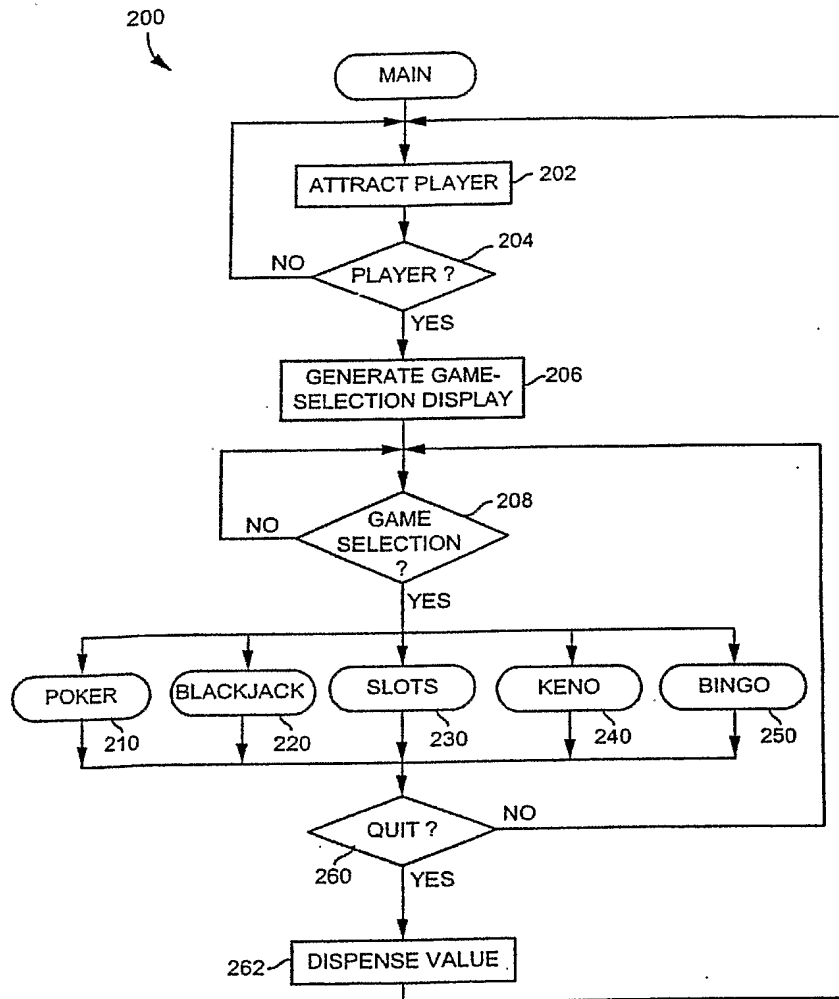 200
MAIN
ATTRACT PLAYER
202
204
NO
PLAYER ?
YES
GENERATE GAME-
SELECTION DISPLAY
206
208
NO
GAME
SELECTION
?
YES
POKER
BLACKJACK
SLOTS
KENO
BINGO
210
220
230
240
250
QUIT ?
NO
260
YES
262
DISPENSE VALUE